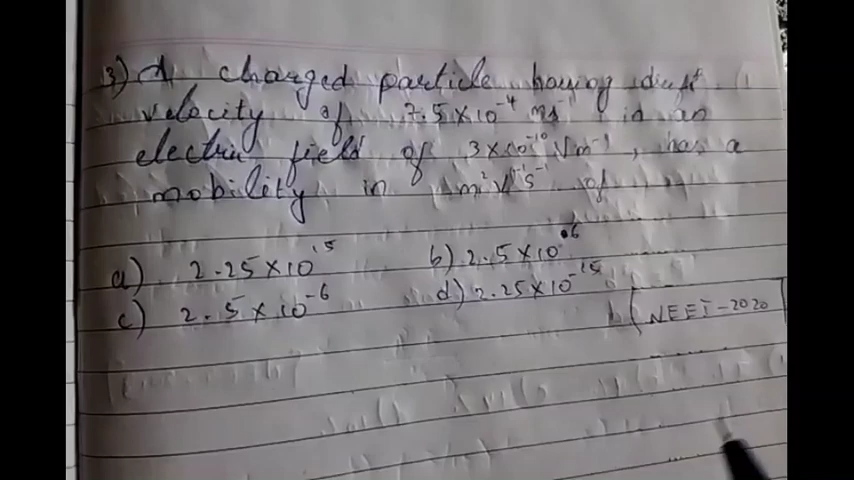 3) A charged particle having drift
velocity of 7.5×10⁻⁴ ms⁻¹ in an
electric field of 3×10⁻¹⁰ Vm⁻¹, has a
mobility in m²V⁻¹s⁻¹ of
a) 2.25×10¹⁵ b) 2.5×10⁶
c) 2.5×10⁻⁶ d) 2.25×10⁻¹⁵
[NEET-2020]